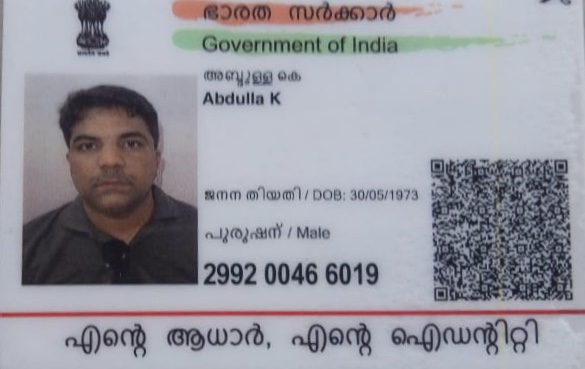 ഭാരത സർക്കാർ
Government of India
അബ്ദുള്ള കെ
Abdulla K
ജനന തിയതി / DOB: 30/05/1973
പുരുഷന് / Male
2992 0046 6019
എന്റെ ആധാർ, എന്റെ ഐഡന്റിറ്റി